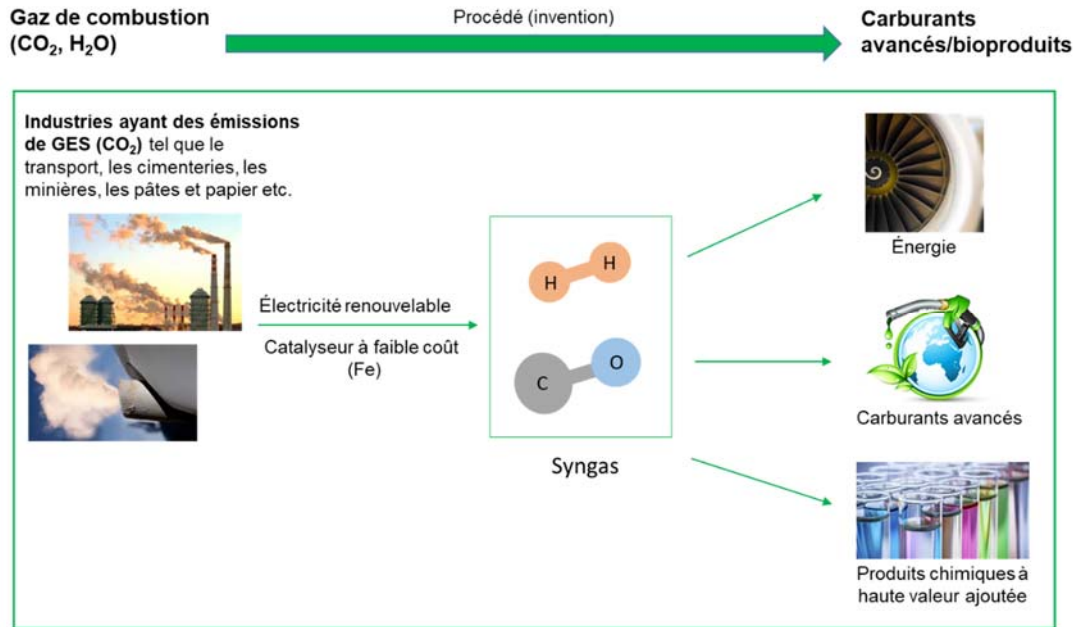 Gaz de combustion
(CO₂, H₂O)
Procédé (invention)
Carburants
avancés/bioproduits
Industries ayant des émissions
de GES (CO₂) tel que le
transport, les cimenteries, les
minières, les pâtes et papier etc.
Électricité renouvelable
Catalyseur à faible coût
(Fe)
H
H
C
O
Syngas
Énergie
Carburants avancés
Produits chimiques à
haute valeur ajoutée